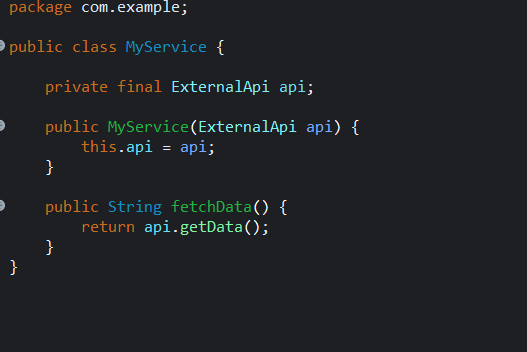 package com.example;
public class MyService {
    private final ExternalApi api;
    public MyService(ExternalApi api) {
        this.api = api;
    }
    public String fetchData() {
        return api.getData();
    }
}